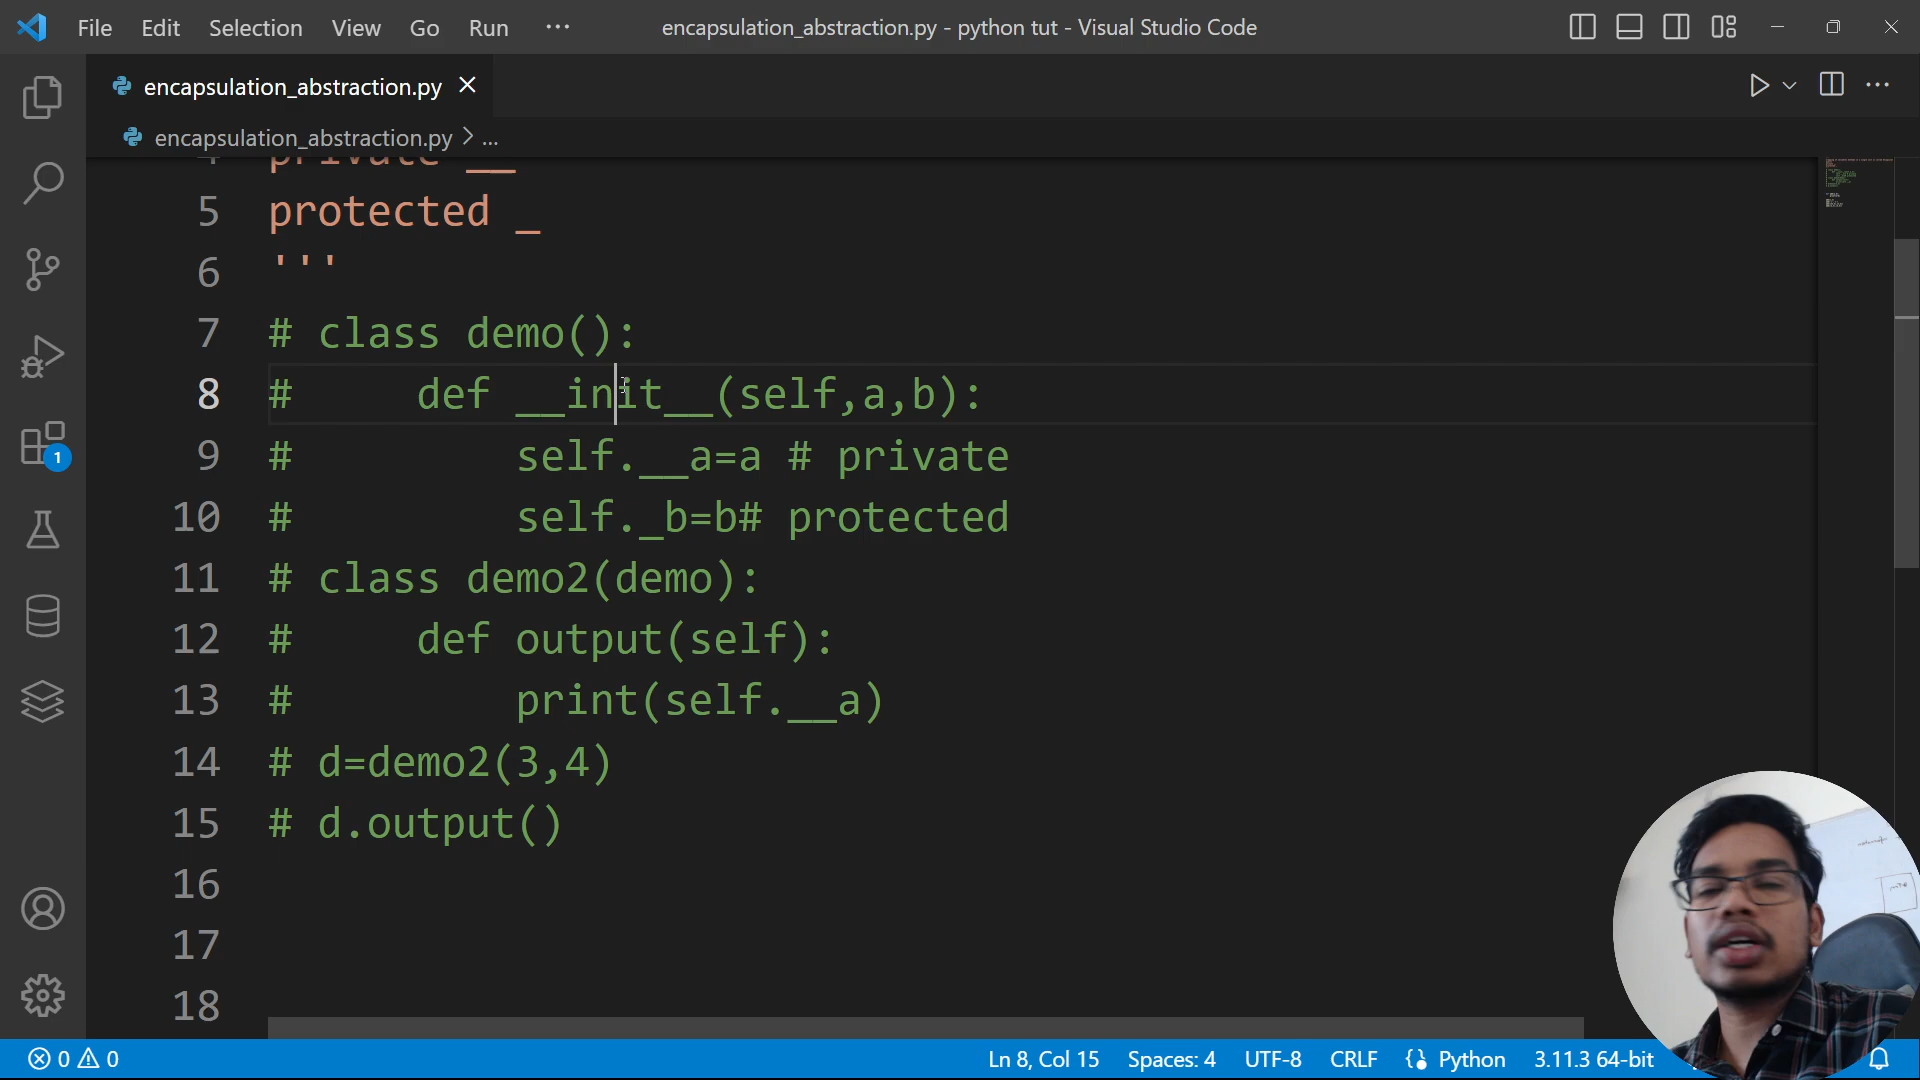 File Edit Selection View Go Run ··· encapsulation_abstraction.py - python tut - Visual Studio Code
encapsulation_abstraction.py
encapsulation_abstraction.py > ...
4 private __
5 protected _
6 '''
7 # class demo():
8 #     def __init__(self,a,b):
9 #         self.__a=a # private
10 #         self._b=b# protected
11 # class demo2(demo):
12 #     def output(self):
13 #         print(self.__a)
14 # d=demo2(3,4)
15 # d.output()
16
17
18
1
0 0 Ln 8, Col 15 Spaces: 4 UTF-8 CRLF Python 3.11.3 64-bit